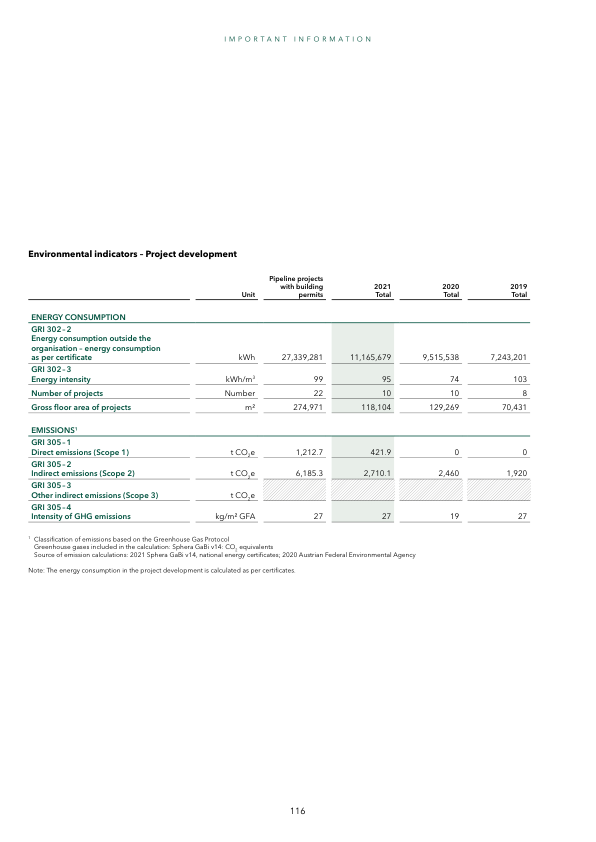 IMPORTANT INFORMATION
Environmental indicators – Project development
Unit Pipeline projects with building permits 2021 Total 2020 Total 2019 Total
ENERGY CONSUMPTION
GRI 302 – 2
Energy consumption outside the
organisation – energy consumption
as per certificate kWh 27,339,281 11,165,679 9,515,538 7,243,201
GRI 302 – 3
Energy intensity kWh/m³ 99 95 74 103
Number of projects Number 22 10 10 8
Gross floor area of projects m² 274,971 118,104 129,269 70,431
EMISSIONS¹
GRI 305 – 1
Direct emissions (Scope 1) t CO₂e 1,212.7 421.9 0 0
GRI 305 – 2
Indirect emissions (Scope 2) t CO₂e 6,185.3 2,710.1 2,460 1,920
GRI 305 – 3
Other indirect emissions (Scope 3) t CO₂e
GRI 305 – 4
Intensity of GHG emissions kg/m² GFA 27 27 19 27
¹ Classification of emissions based on the Greenhouse Gas Protocol
Greenhouse gases included in the calculation: Sphera GaBi v14: CO₂ equivalents
Source of emission calculations: 2021 Sphera GaBi v14, national energy certificates; 2020 Austrian Federal Environmental Agency
Note: The energy consumption in the project development is calculated as per certificates.
116